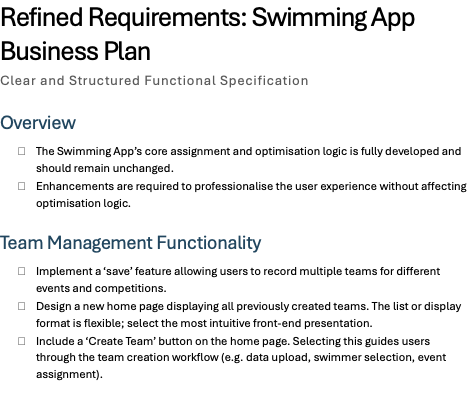 Refined Requirements: Swimming App
Business Plan
Clear and Structured Functional Specification
Overview
☐ The Swimming App's core assignment and optimisation logic is fully developed and
should remain unchanged.
☐ Enhancements are required to professionalise the user experience without affecting
optimisation logic.
Team Management Functionality
☐ Implement a ‘save’ feature allowing users to record multiple teams for different
events and competitions.
☐ Design a new home page displaying all previously created teams. The list or display
format is flexible; select the most intuitive front-end presentation.
☐ Include a ‘Create Team’ button on the home page. Selecting this guides users
through the team creation workflow (e.g. data upload, swimmer selection, event
assignment).